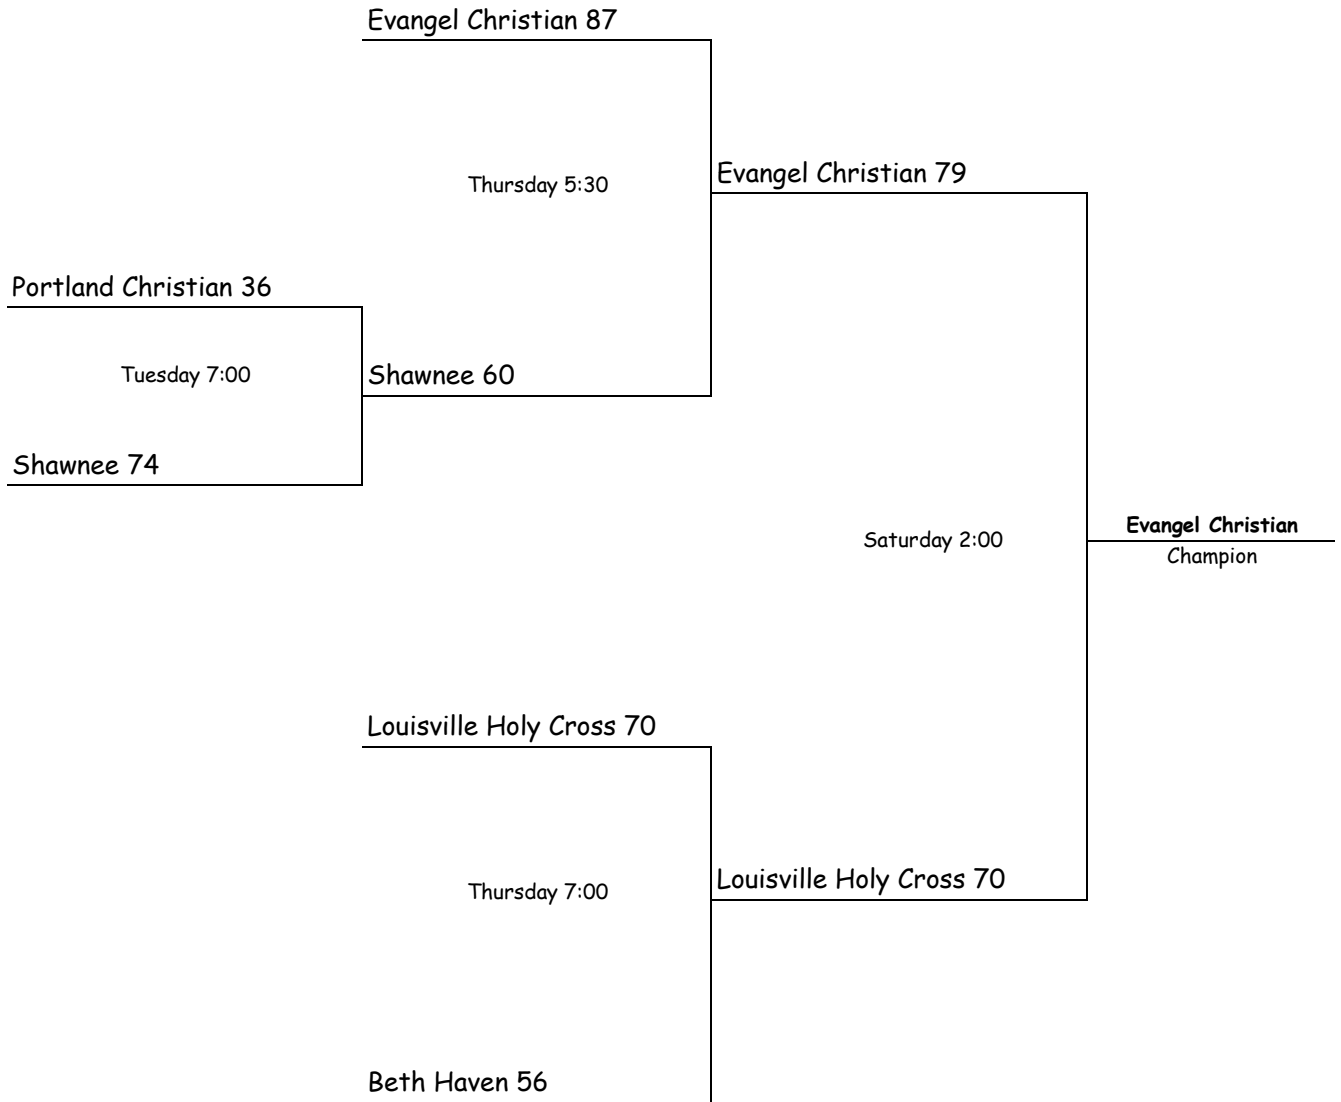 Evangel Christian 87
Thursday 5:30
Evangel Christian 79
Portland Christian 36
Tuesday 7:00
Shawnee 60
Shawnee 74
Saturday 2:00
Evangel Christian
Champion
Louisville Holy Cross 70
Thursday 7:00
Louisville Holy Cross 70
Beth Haven 56